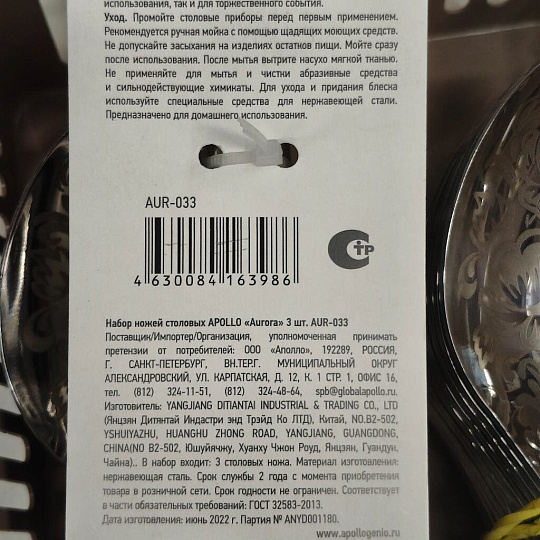 использования, так и для торжественного события.
Уход. Промойте столовые приборы перед первым применением.
Рекомендуется ручная мойка с помощью щадящих моющих средств.
Не допускайте засыхания на изделиях остатков пищи. Мойте сразу
после использования. После мытья вытрите насухо мягкой тканью.
Не применяйте для мытья и чистки абразивные средства
и сильнодействующие химикаты. Для ухода и придания блеска
используйте специальные средства для нержавеющей стали.
Предназначено для домашнего использования.
AUR-033
4 630084 163986
СТР
Набор ножей столовых APOLLO «Aurora» 3 шт. AUR-033
Поставщик/Импортер/Организация, уполномоченная принимать
претензии от потребителей: ООО «Аполло», 192289, РОССИЯ,
Г. САНКТ-ПЕТЕРБУРГ, ВН.ТЕР.Г. МУНИЦИПАЛЬНЫЙ ОКРУГ
АЛЕКСАНДРОВСКИЙ, УЛ. КАРПАТСКАЯ, Д. 12, К. 1 СТР. 1, ОФИС 16,
тел. (812) 324-11-51, (812) 324-48-64, spb@globalapollo.ru.
Изготовитель: YANGJIANG DITIANTAI INDUSTRIAL & TRADING CO., LTD
(Янцзян Дитянтай Индастри энд Трэйд Ко ЛТД), Китай, NO.B2-502,
YSHUIYAZHU, HUANGHU ZHONG ROAD, YANGJIANG, GUANGDONG,
CHINA(NO B2-502, Юшуйячжу, Хуанху Чжон Роуд, Янцзян, Гуандун,
Чайна).. В набор входит: 3 столовых ножа. Материал изготовления:
нержавеющая сталь. Срок службы 2 года с момента приобретения
товара в розничной сети. Срок годности не ограничен. Соответствует
в части обязательных требований: ГОСТ 32583-2013.
Дата изготовления: июнь 2022 г. Партия № ANYD001180.
www.apollogenio.ru